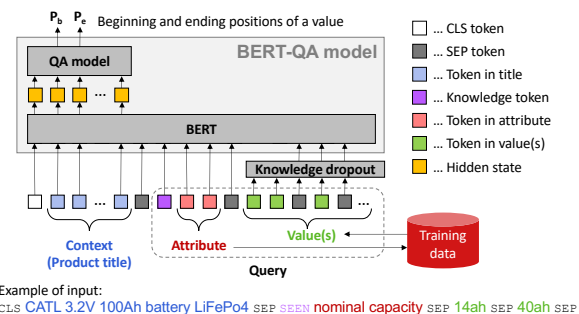 P_b P_e Beginning and ending positions of a value
BERT-QA model
QA model
...
BERT
Knowledge dropout
... ...
Context
(Product title)
Attribute
Value(s)
Query
Training
data
... CLS token
... SEP token
... Token in title
... Knowledge token
... Token in attribute
... Token in value(s)
... Hidden state
Example of input:
CLS CATL 3.2V 100Ah battery LiFePo4 SEP SEEN nominal capacity SEP 14ah SEP 40ah SEP